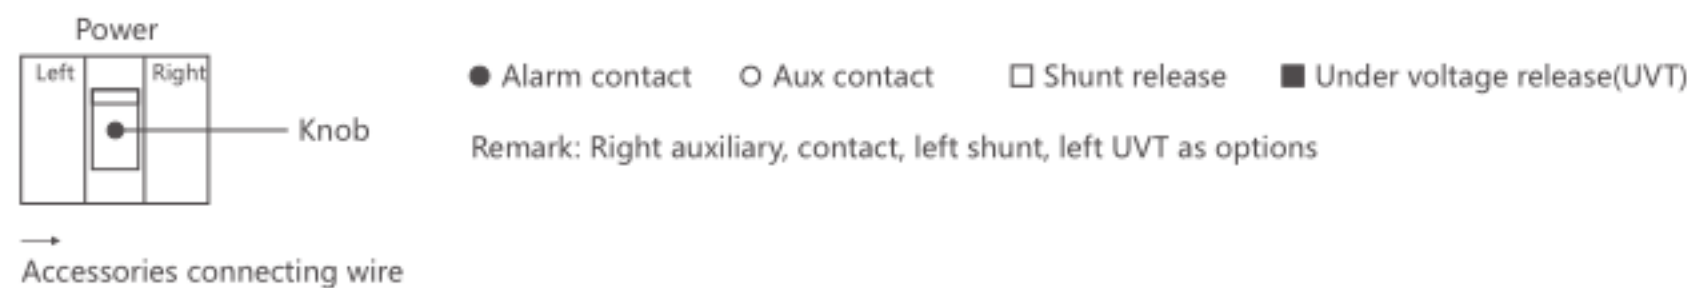 Power
Left
Right
Knob
Accessories connecting wire
Alarm contact
Aux contact
Shunt release
Under voltage release(UVT)
Remark: Right auxiliary, contact, left shunt, left UVT as options